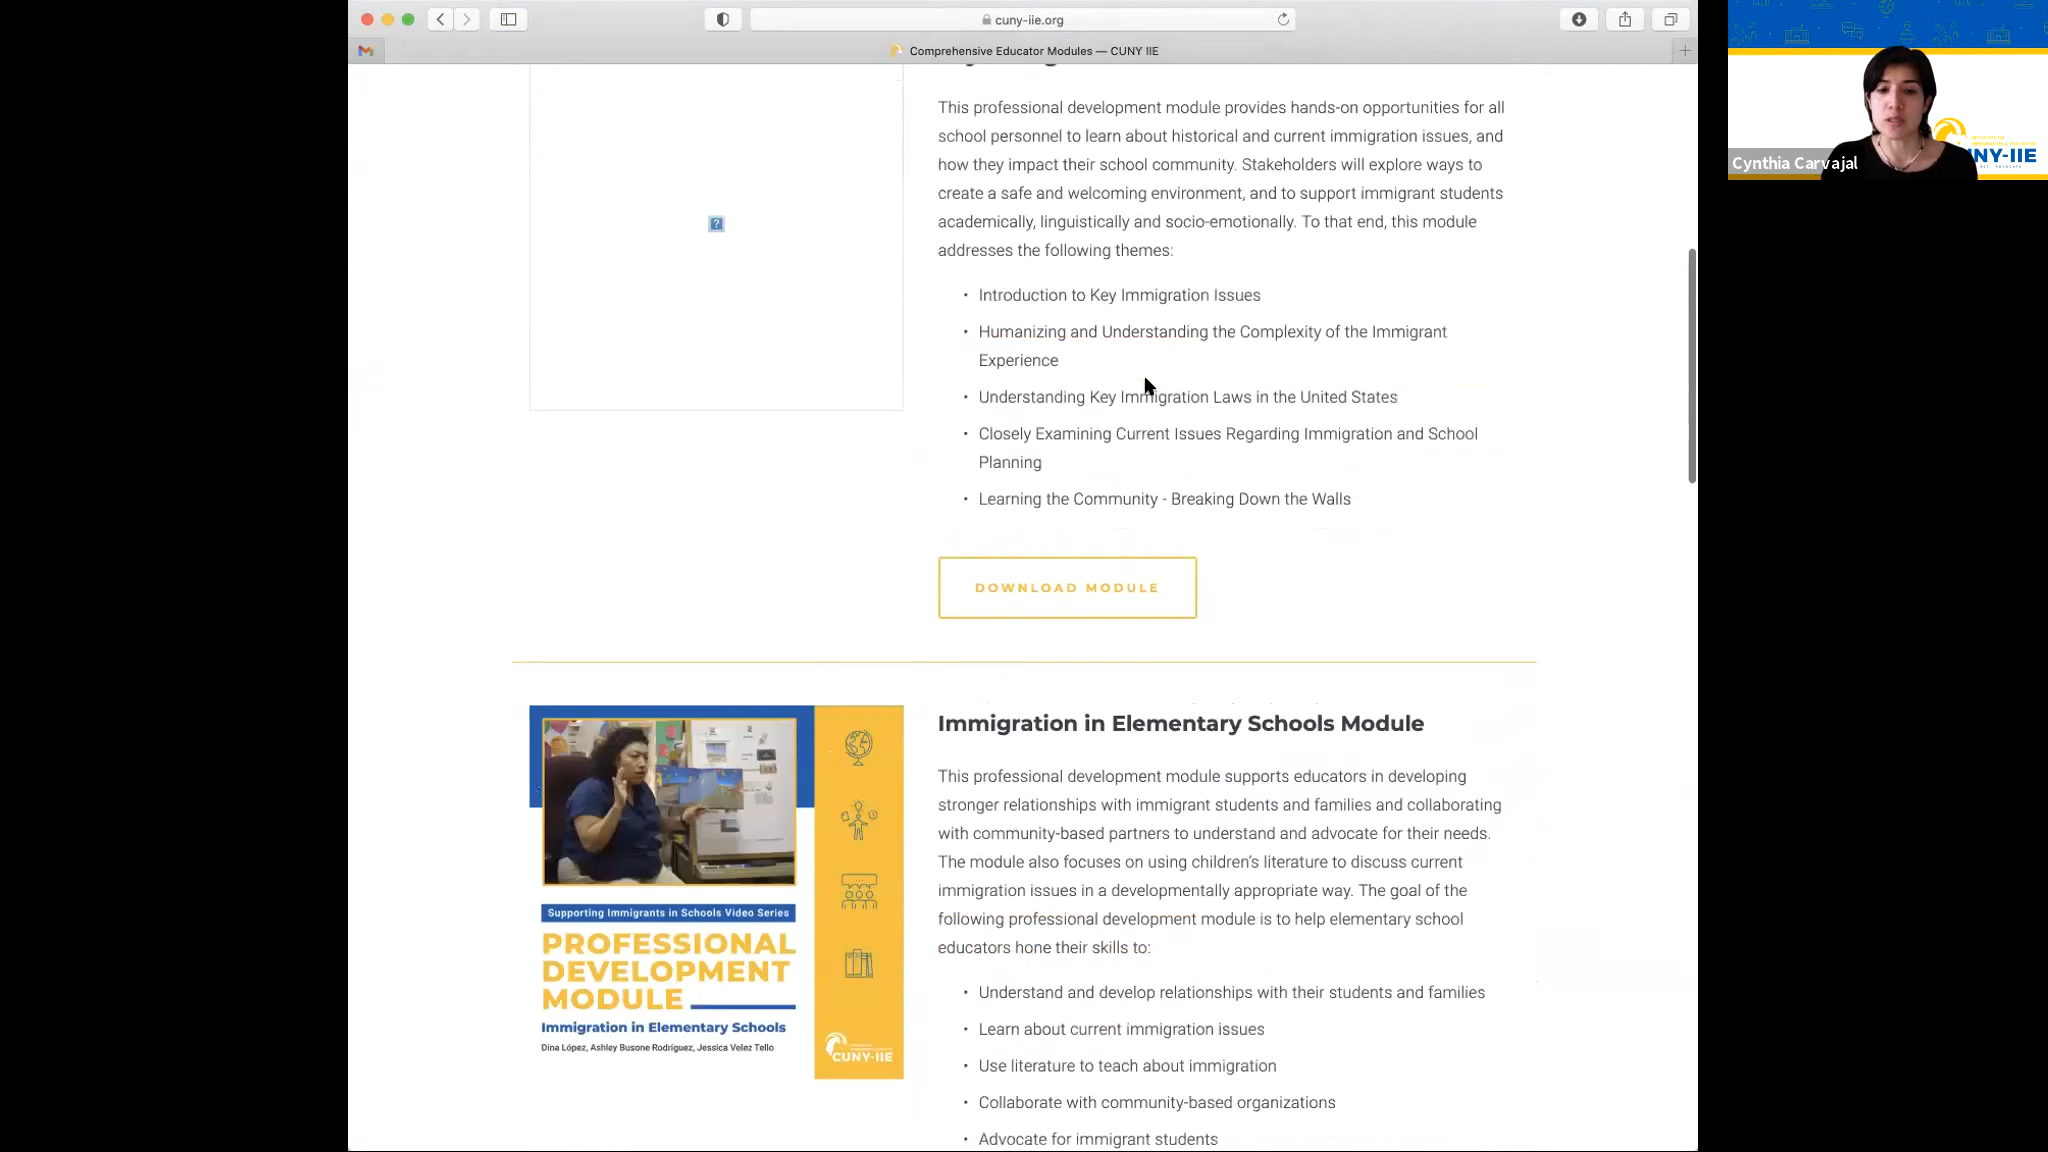 cuny-iie.org
Comprehensive Educator Modules — CUNY IIE
This professional development module provides hands-on opportunities for all
school personnel to learn about historical and current immigration issues, and
how they impact their school community. Stakeholders will explore ways to
create a safe and welcoming environment, and to support immigrant students
academically, linguistically and socio-emotionally. To that end, this module
addresses the following themes:
• Introduction to Key Immigration Issues
• Humanizing and Understanding the Complexity of the Immigrant
Experience
• Understanding Key Immigration Laws in the United States
• Closely Examining Current Issues Regarding Immigration and School
Planning
• Learning the Community - Breaking Down the Walls
DOWNLOAD MODULE
Supporting Immigrants in Schools Video Series
PROFESSIONAL
DEVELOPMENT
MODULE
Immigration in Elementary Schools
Dina López, Ashley Busone Rodríguez, Jessica Velez Tello
CUNY-IIE
Immigration in Elementary Schools Module
This professional development module supports educators in developing
stronger relationships with immigrant students and families and collaborating
with community-based partners to understand and advocate for their needs.
The module also focuses on using children's literature to discuss current
immigration issues in a developmentally appropriate way. The goal of the
following professional development module is to help elementary school
educators hone their skills to:
• Understand and develop relationships with their students and families
• Learn about current immigration issues
• Use literature to teach about immigration
• Collaborate with community-based organizations
• Advocate for immigrant students
Cynthia Carvajal
NY-IIE